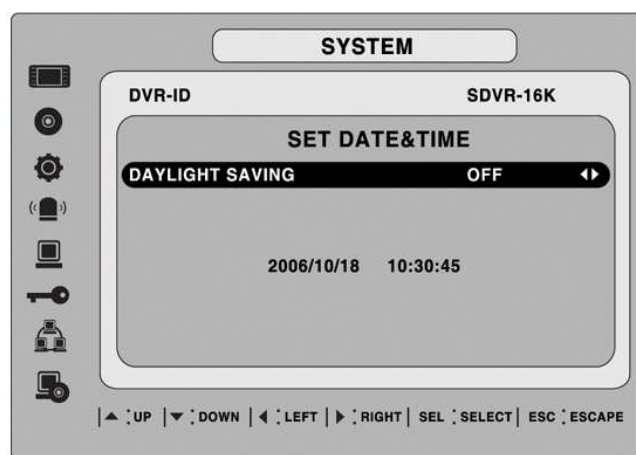 SYSTEM
DVR-ID SDVR-16K
SET DATE&TIME
DAYLIGHT SAVING OFF
2006/10/18 10:30:45
▲ : UP | ▼ : DOWN | ◀ : LEFT | ▶ : RIGHT | SEL : SELECT | ESC : ESCAPE